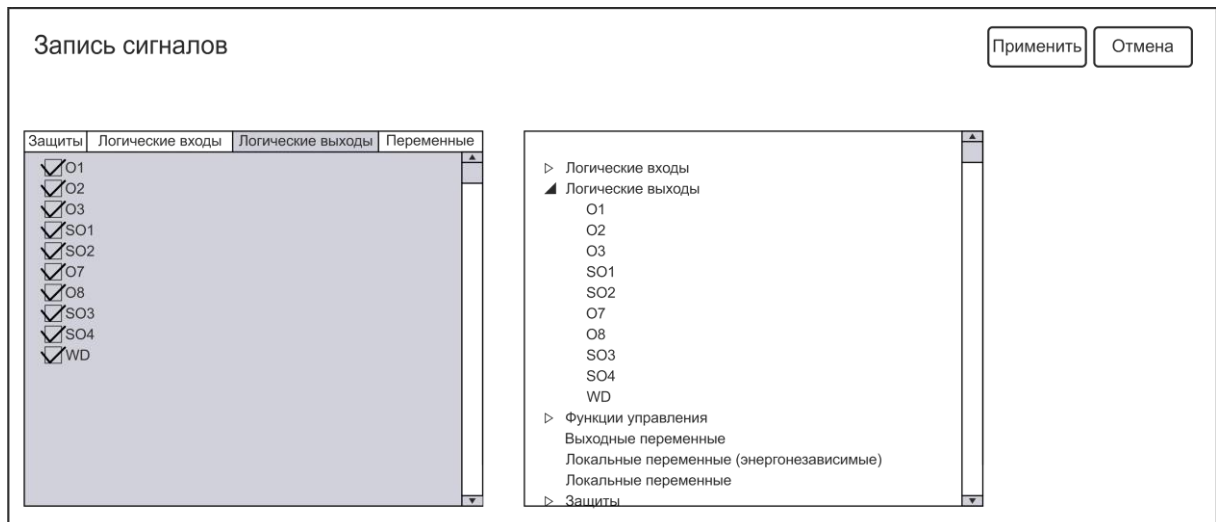 Запись сигналов
Применить
Отмена
Защиты Логические входы Логические выходы Переменные
O1
O2
O3
SO1
SO2
O7
O8
SO3
SO4
WD
Логические входы
Логические выходы
O1
O2
O3
SO1
SO2
O7
O8
SO3
SO4
WD
Функции управления
Выходные переменные
Локальные переменные (энергонезависимые)
Локальные переменные
Защиты